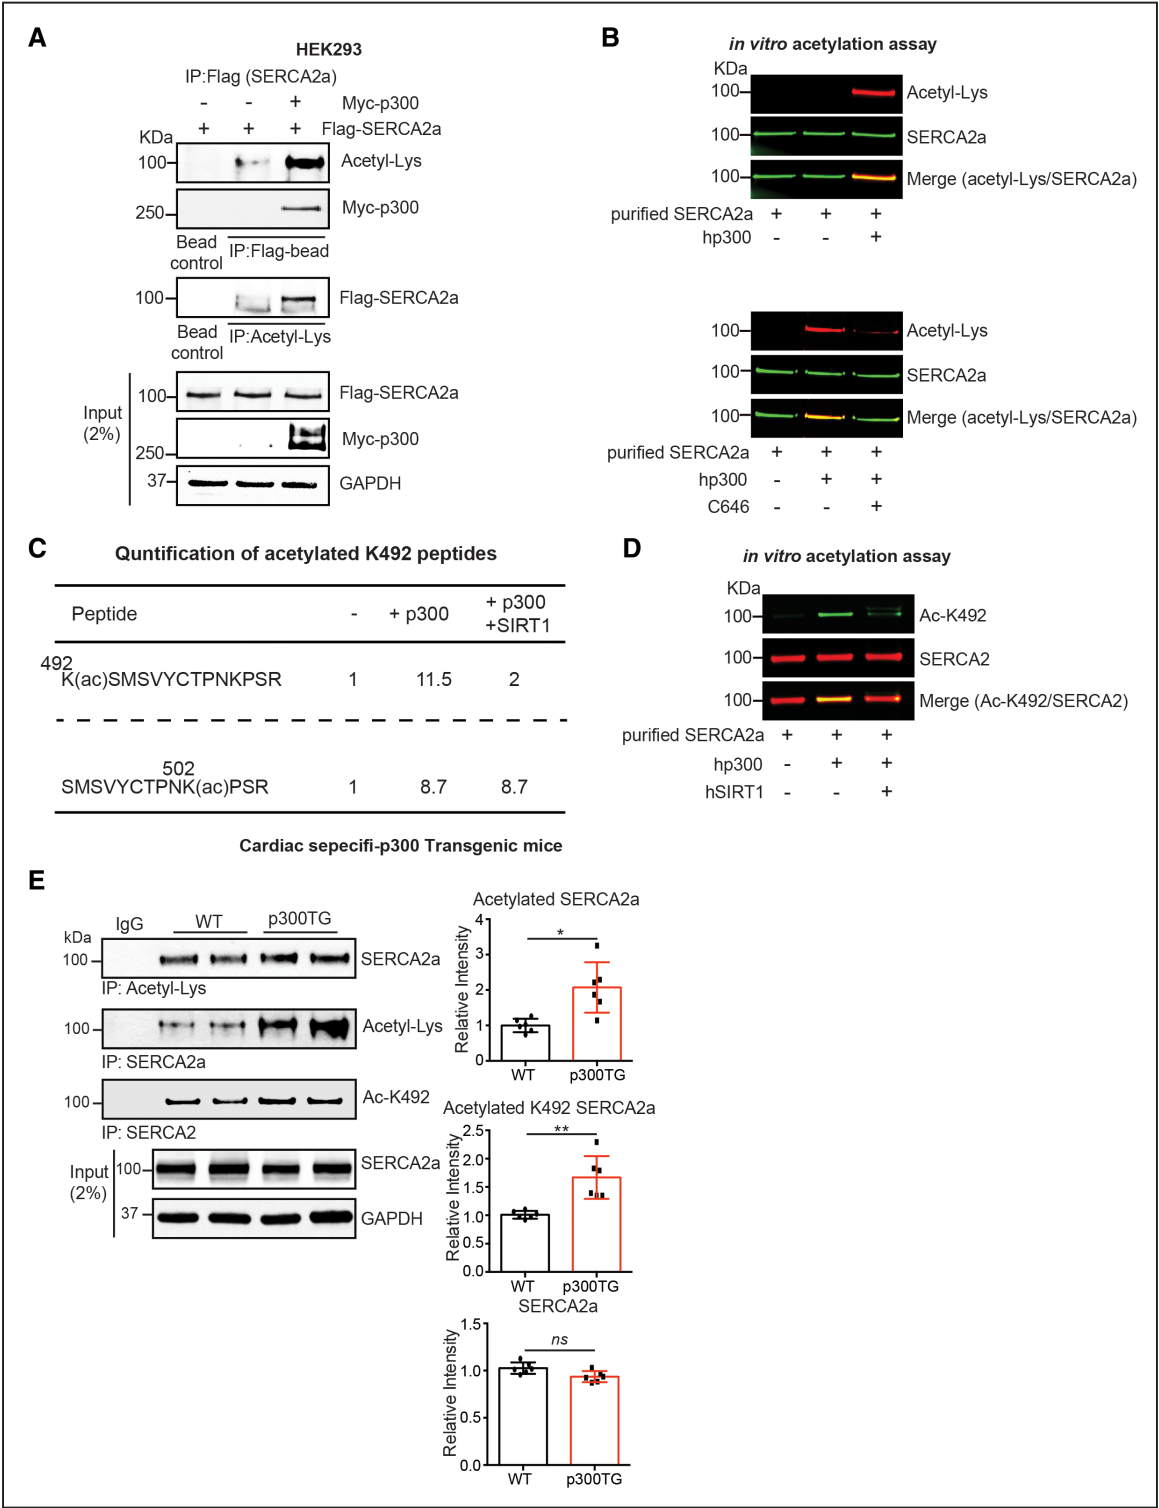 A
HEK293
IP:Flag (SERCA2a)
- - + Myc-p300
+ + + Flag-SERCA2a
KDa
100 Acetyl-Lys
250 Myc-p300
Bead control IP:Flag-bead
100 Flag-SERCA2a
Bead control IP:Acetyl-Lys
Input (2%)
100 Flag-SERCA2a
250 Myc-p300
37 GAPDH
B
in vitro acetylation assay
KDa
100 Acetyl-Lys
100 SERCA2a
100 Merge (acetyl-Lys/SERCA2a)
purified SERCA2a + + +
hp300 - - +
100 Acetyl-Lys
100 SERCA2a
100 Merge (acetyl-Lys/SERCA2a)
purified SERCA2a + + +
hp300 - + +
C646 - - +
C
Quntification of acetylated K492 peptides
Peptide - + p300 + p300 +SIRT1
492
K(ac)SMSVYCTPNKPSR 1 11.5 2
502
SMSVYCTPNK(ac)PSR 1 8.7 8.7
D
in vitro acetylation assay
KDa
100 Ac-K492
100 SERCA2
100 Merge (Ac-K492/SERCA2)
purified SERCA2a + + +
hp300 - + +
hSIRT1 - - +
Cardiac sepecifi-p300 Transgenic mice
E
IgG WT p300TG
kDa
100 SERCA2a
IP: Acetyl-Lys
100 Acetyl-Lys
IP: SERCA2a
100 Ac-K492
IP: SERCA2
Input (2%)
100 SERCA2a
37 GAPDH
Acetylated SERCA2a
Relative Intensity
4
3
2
1
0
*
WT p300TG
Acetylated K492 SERCA2a
Relative Intensity
2.5
2.0
1.5
1.0
0.5
0.0
**
WT p300TG
SERCA2a
Relative Intensity
1.5
1.0
0.5
0.0
ns
WT p300TG